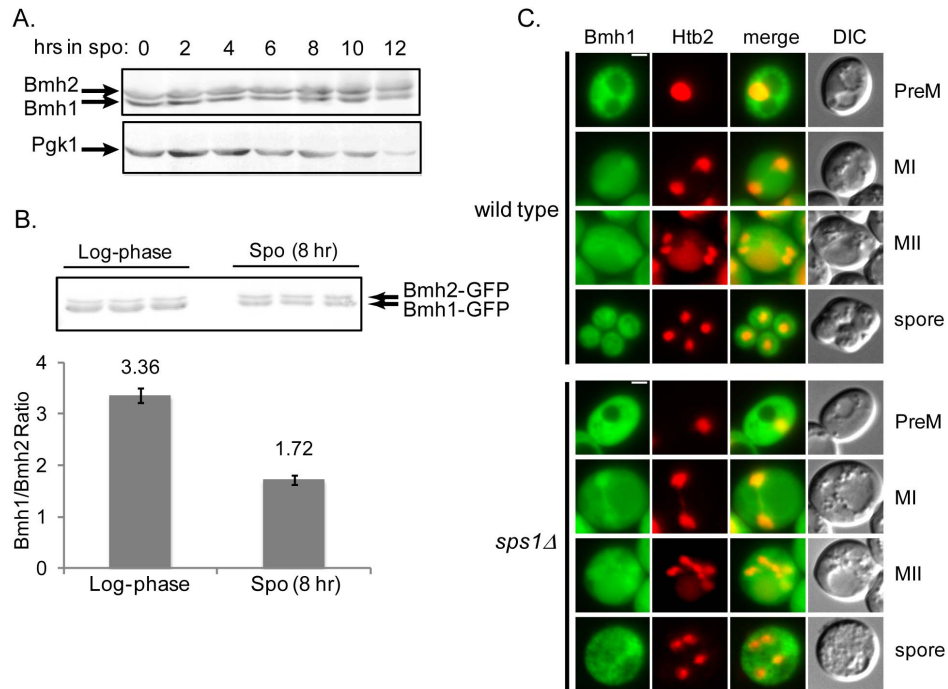 A.
hrs in spo: 0 2 4 6 8 10 12
Bmh2
Bmh1
Pgk1
B.
Log-phase Spo (8 hr)
Bmh2-GFP
Bmh1-GFP
Bmh1/Bmh2 Ratio
4
3
2
1
0
3.36
1.72
Log-phase Spo (8 hr)
C.
Bmh1 Htb2 merge DIC
wild type
PreM
MI
MII
spore
sps1Δ
PreM
MI
MII
spore